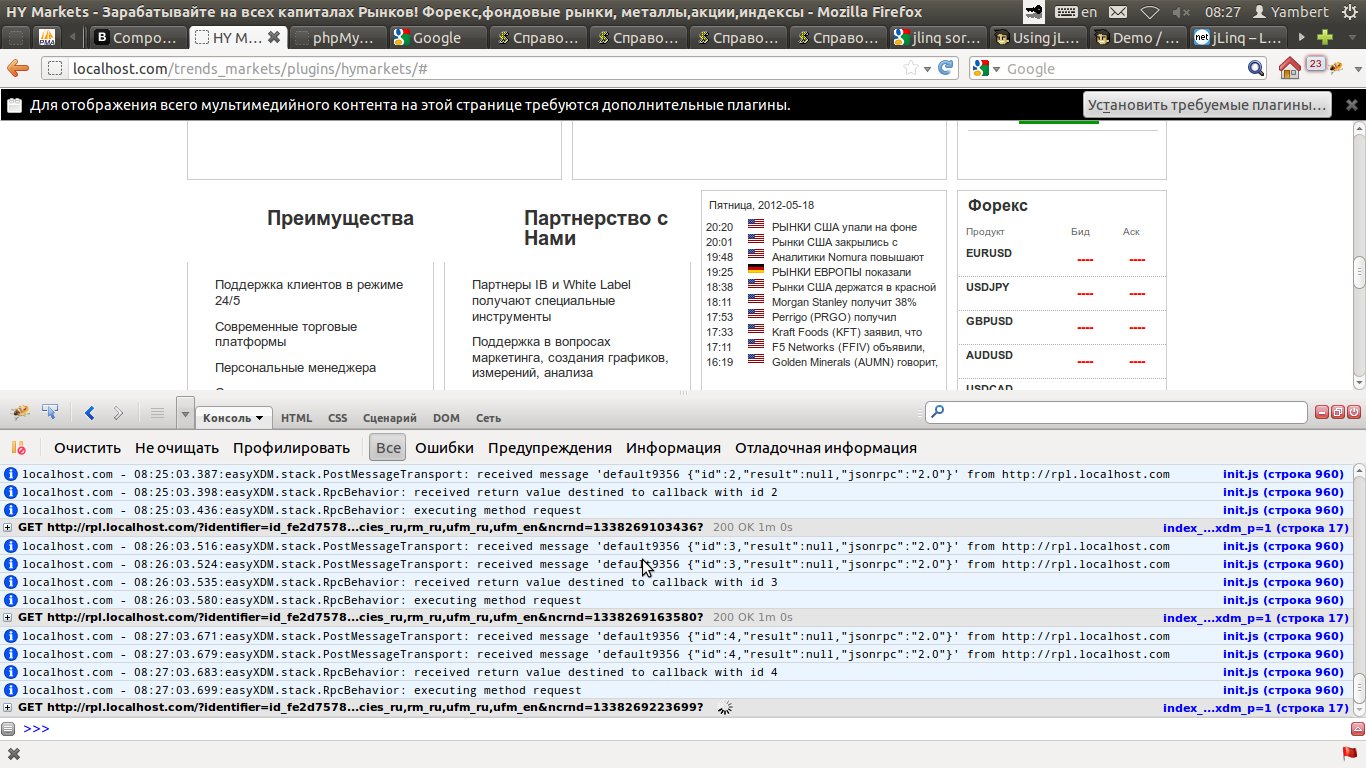 HY Markets - Зарабатывайте на всех капиталах Рынков! Форекс,фондовые рынки, металлы,акции,индексы - Mozilla Firefox
en 08:27 Yambert
Compo... HY M... phpMy... Google Справо... Справо... Справо... Справо... jlinq sor... Using jL... Demo / ... jLinq – L...
localhost.com/trends_markets/plugins/hymarkets/# Google 23
Для отображения всего мультимедийного контента на этой странице требуются дополнительные плагины. Установить требуемые плагины...
Преимущества
Поддержка клиентов в режиме
24/5
Современные торговые
платформы
Персональные менеджера
Партнерство с
Нами
Партнеры IB и White Label
получают специальные
инструменты
Поддержка в вопросах
маркетинга, создания графиков,
измерений, анализа
Пятница, 2012-05-18
20:20 РЫНКИ США упали на фоне
20:01 Рынки США закрылись с
19:48 Аналитики Nomura повышают
19:25 РЫНКИ ЕВРОПЫ показали
18:38 Рынки США держатся в красной
18:11 Morgan Stanley получит 38%
17:53 Perrigo (PRGO) получил
17:33 Kraft Foods (KFT) заявил, что
17:11 F5 Networks (FFIV) объявили,
16:19 Golden Minerals (AUMN) говорит,
Форекс
Продукт Бид Аск
EURUSD ---- ----
USDJPY ---- ----
GBPUSD ---- ----
AUDUSD ---- ----
USDCAD
Консоль HTML CSS Сценарий DOM Сеть
Очистить Не очищать Профилировать Все Ошибки Предупреждения Информация Отладочная информация
localhost.com - 08:25:03.387:easyXDM.stack.PostMessageTransport: received message 'default9356 {"id":2,"result":null,"jsonrpc":"2.0"}' from http://rpl.localhost.com init.js (строка 960)
localhost.com - 08:25:03.398:easyXDM.stack.RpcBehavior: received return value destined to callback with id 2 init.js (строка 960)
localhost.com - 08:25:03.436:easyXDM.stack.RpcBehavior: executing method request init.js (строка 960)
GET http://rpl.localhost.com/?identifier=id_fe2d7578...cies_ru,rm_ru,ufm_ru,ufm_en&ncrnd=1338269103436? 200 OK 1m 0s index_...xdm_p=1 (строка 17)
localhost.com - 08:26:03.516:easyXDM.stack.PostMessageTransport: received message 'default9356 {"id":3,"result":null,"jsonrpc":"2.0"}' from http://rpl.localhost.com init.js (строка 960)
localhost.com - 08:26:03.524:easyXDM.stack.PostMessageTransport: received message 'default9356 {"id":3,"result":null,"jsonrpc":"2.0"}' from http://rpl.localhost.com init.js (строка 960)
localhost.com - 08:26:03.535:easyXDM.stack.RpcBehavior: received return value destined to callback with id 3 init.js (строка 960)
localhost.com - 08:26:03.580:easyXDM.stack.RpcBehavior: executing method request init.js (строка 960)
GET http://rpl.localhost.com/?identifier=id_fe2d7578...cies_ru,rm_ru,ufm_ru,ufm_en&ncrnd=1338269163580? 200 OK 1m 0s index_...xdm_p=1 (строка 17)
localhost.com - 08:27:03.671:easyXDM.stack.PostMessageTransport: received message 'default9356 {"id":4,"result":null,"jsonrpc":"2.0"}' from http://rpl.localhost.com init.js (строка 960)
localhost.com - 08:27:03.679:easyXDM.stack.PostMessageTransport: received message 'default9356 {"id":4,"result":null,"jsonrpc":"2.0"}' from http://rpl.localhost.com init.js (строка 960)
localhost.com - 08:27:03.683:easyXDM.stack.RpcBehavior: received return value destined to callback with id 4 init.js (строка 960)
localhost.com - 08:27:03.699:easyXDM.stack.RpcBehavior: executing method request init.js (строка 960)
GET http://rpl.localhost.com/?identifier=id_fe2d7578...cies_ru,rm_ru,ufm_ru,ufm_en&ncrnd=1338269223699? index_...xdm_p=1 (строка 17)
>>>